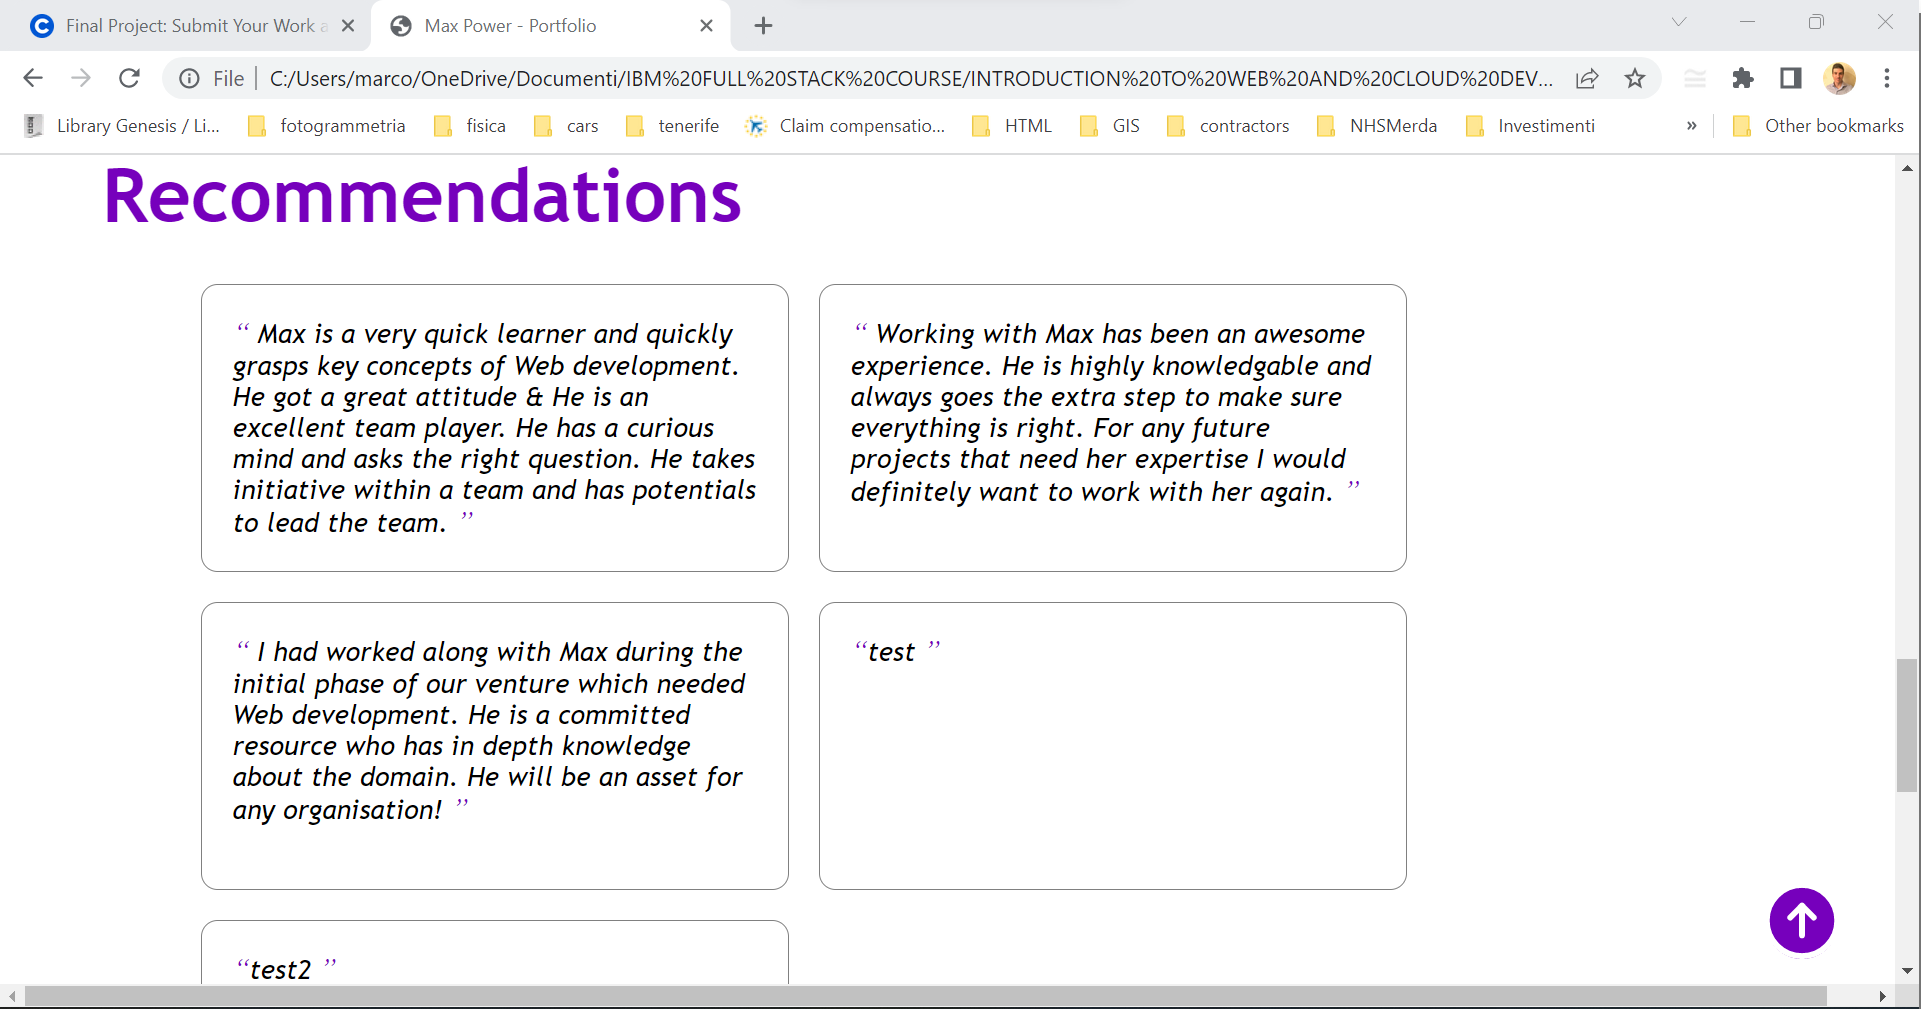 Final Project: Submit Your Work a
Max Power - Portfolio
File | C:/Users/marco/OneDrive/Documenti/IBM%20FULL%20STACK%20COURSE/INTRODUCTION%20TO%20WEB%20AND%20CLOUD%20DEV...
Library Genesis / Li... fotogrammetria fisica cars tenerife Claim compensatio... HTML GIS contractors NHSMerda Investimenti » Other bookmarks
Recommendations
“ Max is a very quick learner and quickly
grasps key concepts of Web development.
He got a great attitude & He is an
excellent team player. He has a curious
mind and asks the right question. He takes
initiative within a team and has potentials
to lead the team. ”
“ Working with Max has been an awesome
experience. He is highly knowledgable and
always goes the extra step to make sure
everything is right. For any future
projects that need her expertise I would
definitely want to work with her again. ”
“ I had worked along with Max during the
initial phase of our venture which needed
Web development. He is a committed
resource who has in depth knowledge
about the domain. He will be an asset for
any organisation! ”
“test ”
“test2 ”